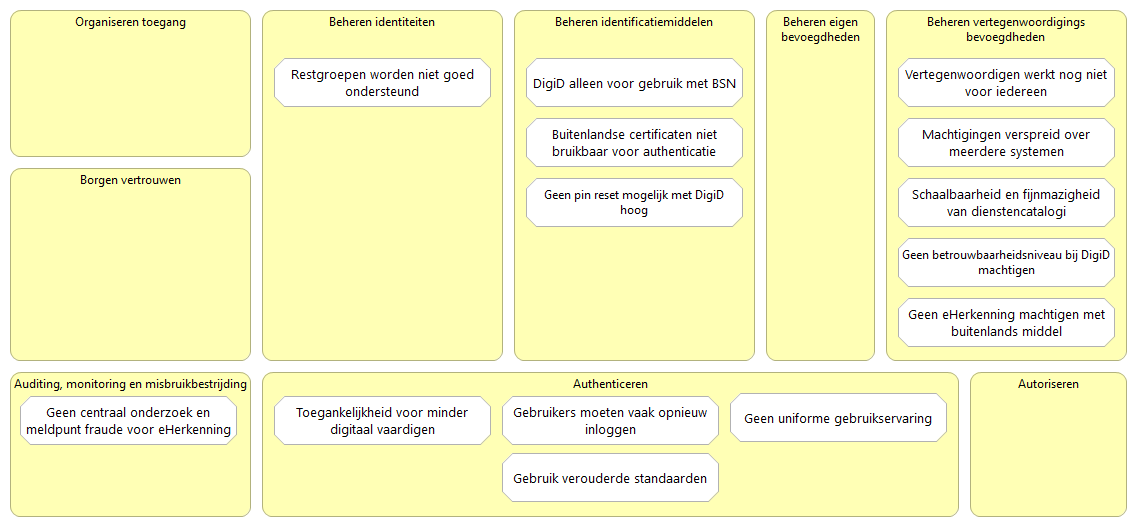 Organiseren toegang
Borgen vertrouwen
Beheren identiteiten
Restgroepen worden niet goed
ondersteund
Beheren identificatiemiddelen
DigiD alleen voor gebruik met BSN
Buitenlandse certificaten niet
bruikbaar voor authenticatie
Geen pin reset mogelijk met DigiD
hoog
Beheren eigen
bevoegdheden
Beheren vertegenwoordigings
bevoegdheden
Vertegenwoordigen werkt nog niet
voor iedereen
Machtigingen verspreid over
meerdere systemen
Schaalbaarheid en fijnmazigheid
van dienstencatalogi
Geen betrouwbaarheidsniveau bij DigiD
machtigen
Geen eHerkenning machtigen met
buitenlands middel
Auditing, monitoring en misbruikbestrijding
Geen centraal onderzoek en
meldpunt fraude voor eHerkenning
Authenticeren
Toegankelijkheid voor minder
digitaal vaardigen
Gebruikers moeten vaak opnieuw
inloggen
Geen uniforme gebruikservaring
Gebruik verouderde standaarden
Autoriseren